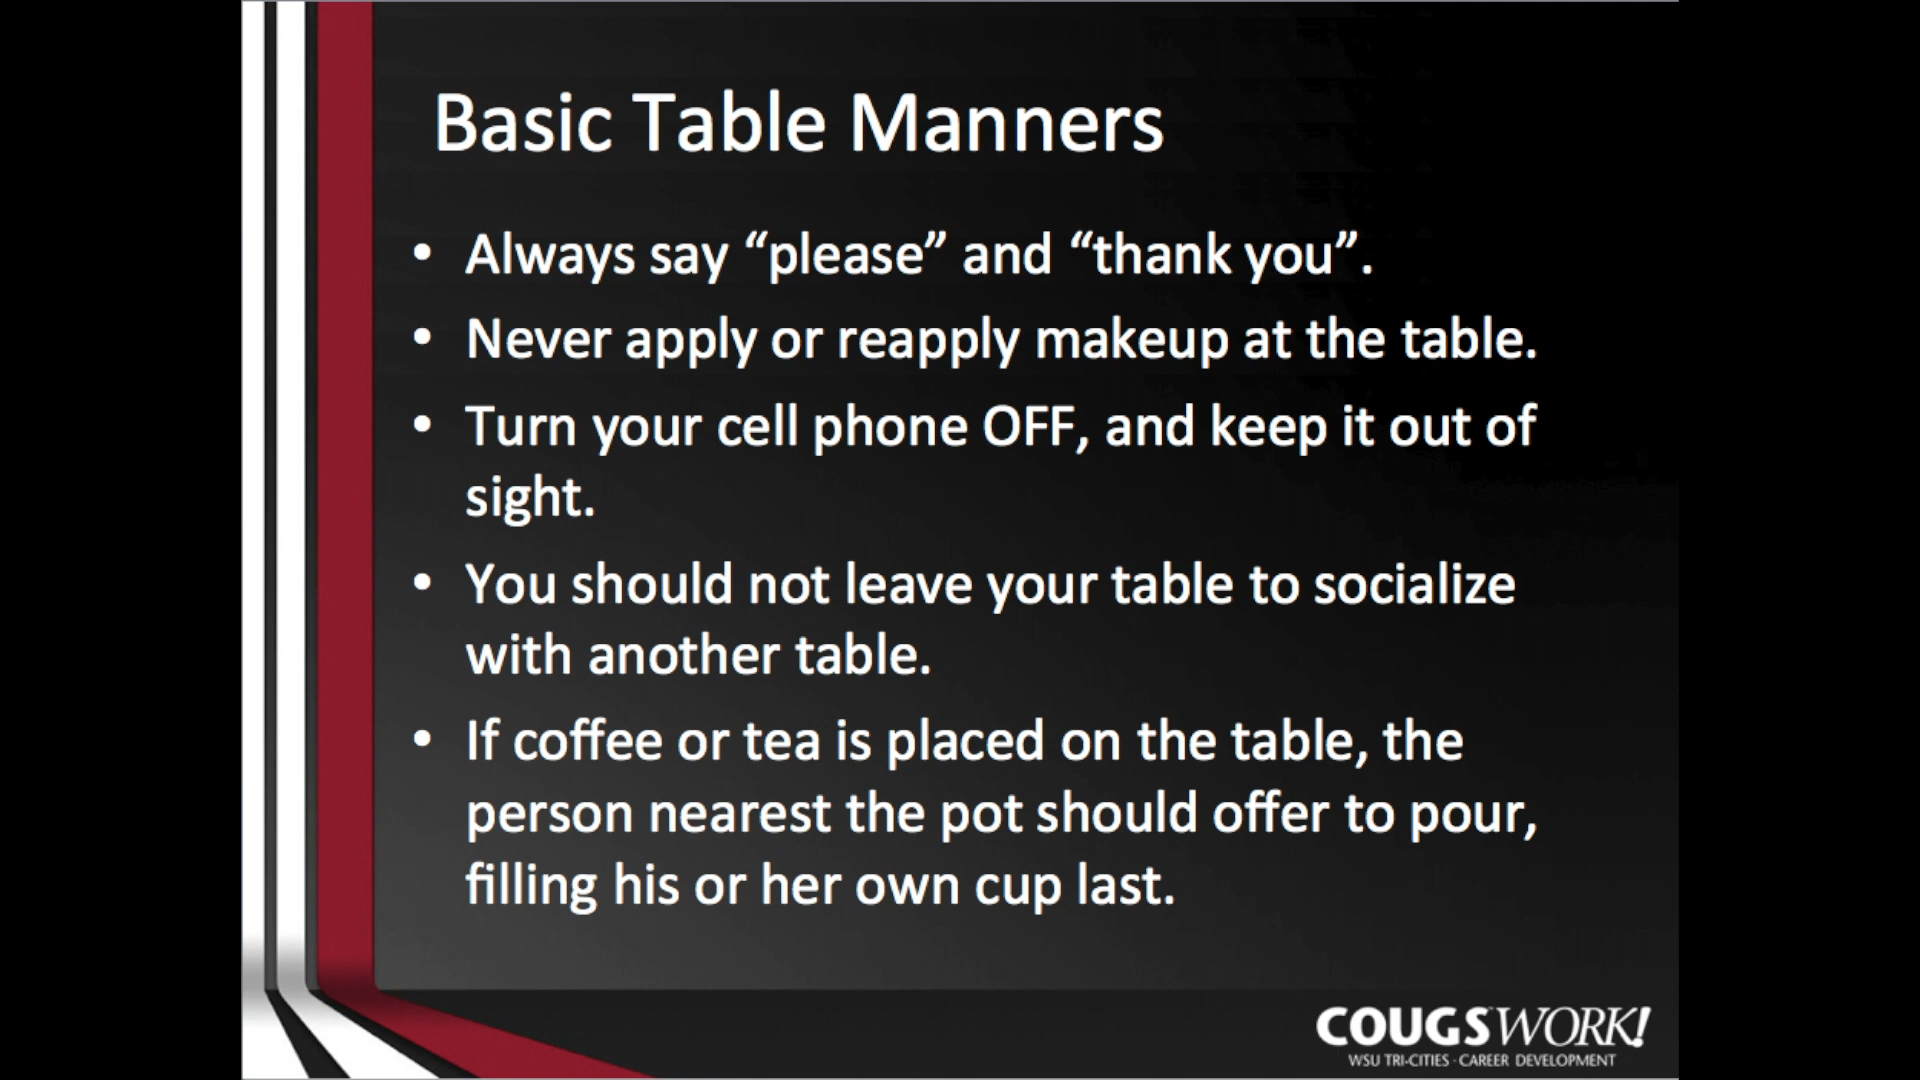 Basic Table Manners
• Always say “please” and “thank you”.
• Never apply or reapply makeup at the table.
• Turn your cell phone OFF, and keep it out of
sight.
• You should not leave your table to socialize
with another table.
• If coffee or tea is placed on the table, the
person nearest the pot should offer to pour,
filling his or her own cup last.
COUGSWORK!
WSU TRI-CITIES - CAREER DEVELOPMENT